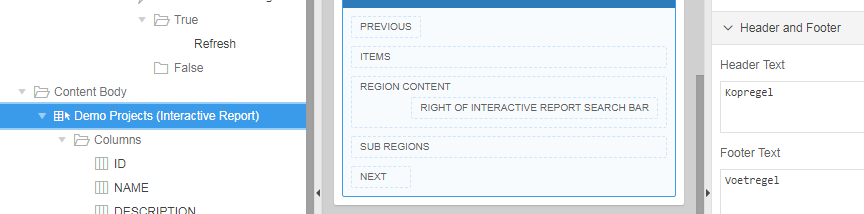 True
Refresh
False
Content Body
Demo Projects (Interactive Report)
Columns
ID
NAME
DESCRIPTION
PREVIOUS
ITEMS
REGION CONTENT
RIGHT OF INTERACTIVE REPORT SEARCH BAR
SUB REGIONS
NEXT
Header and Footer
Header Text
Kopregel
Footer Text
Voetregel